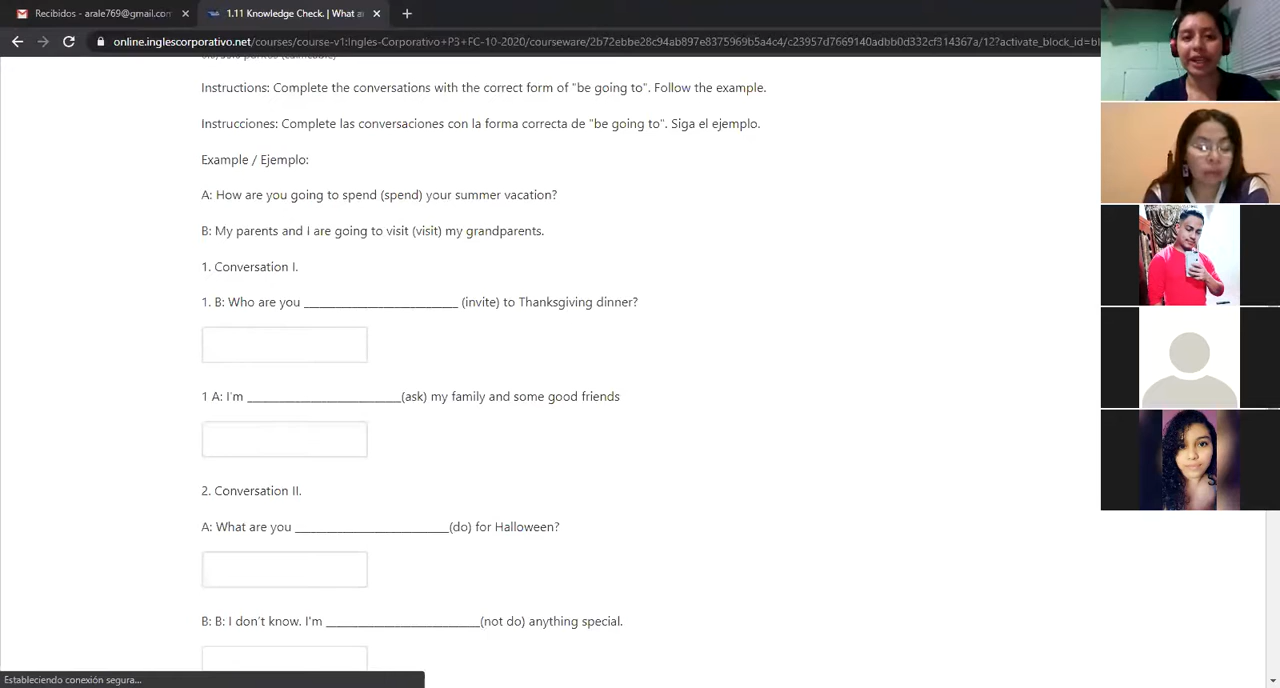 Recibidos - arale769@gmail.com
1.11 Knowledge Check. | What a
online.inglescorporativo.net/courses/course-v1:Ingles-Corporativo+P3+FC-10-2020/courseware/2b72ebbe28c94ab897e8375969b5a4c4/c23957d7669140adbb0d332cf314367a/12?activate_block_id=bl
Instructions: Complete the conversations with the correct form of "be going to". Follow the example.
Instrucciones: Complete las conversaciones con la forma correcta de "be going to". Siga el ejemplo.
Example / Ejemplo:
A: How are you going to spend (spend) your summer vacation?
B: My parents and I are going to visit (visit) my grandparents.
1. Conversation I.
1. B: Who are you ________________________ (invite) to Thanksgiving dinner?
1 A: I'm ________________________(ask) my family and some good friends
2. Conversation II.
A: What are you ________________________(do) for Halloween?
B: B: I don't know. I'm ________________________(not do) anything special.
Estableciendo conexión segura...